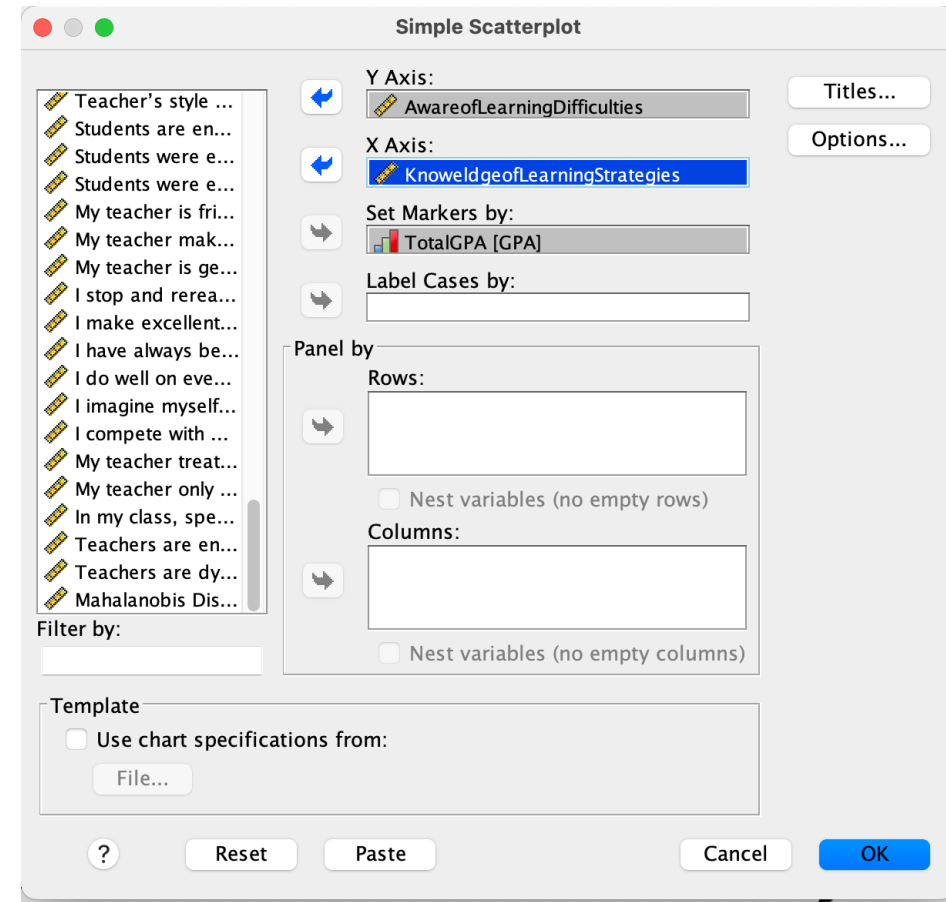 Simple Scatterplot
Teacher's style ...
Students are en...
Students were e...
Students were e...
My teacher is fri...
My teacher mak...
My teacher is ge...
I stop and rerea...
I make excellent...
I have always be...
I do well on eve...
I imagine myself...
I compete with ...
My teacher treat...
My teacher only ...
In my class, spe...
Teachers are en...
Teachers are dy...
Mahalanobis Dis...
Filter by:
Y Axis:
AwareofLearningDifficulties
X Axis:
KnoweldgeofLearningStrategies
Set Markers by:
TotalGPA [GPA]
Label Cases by:
Panel by
Rows:
Nest variables (no empty rows)
Columns:
Nest variables (no empty columns)
Titles...
Options...
Template
Use chart specifications from:
File...
?
Reset
Paste
Cancel
OK